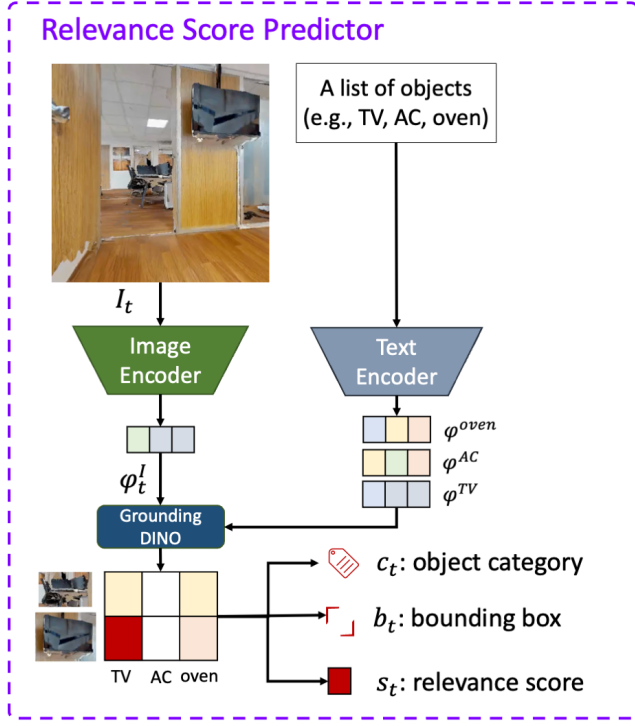 Relevance Score Predictor
A list of objects
(e.g., TV, AC, oven)
I_t
Image
Encoder
Text
Encoder
φ^oven
φ^AC
φ^TV
φ_t^I
Grounding
DINO
c_t: object category
b_t: bounding box
s_t: relevance score
TV AC oven